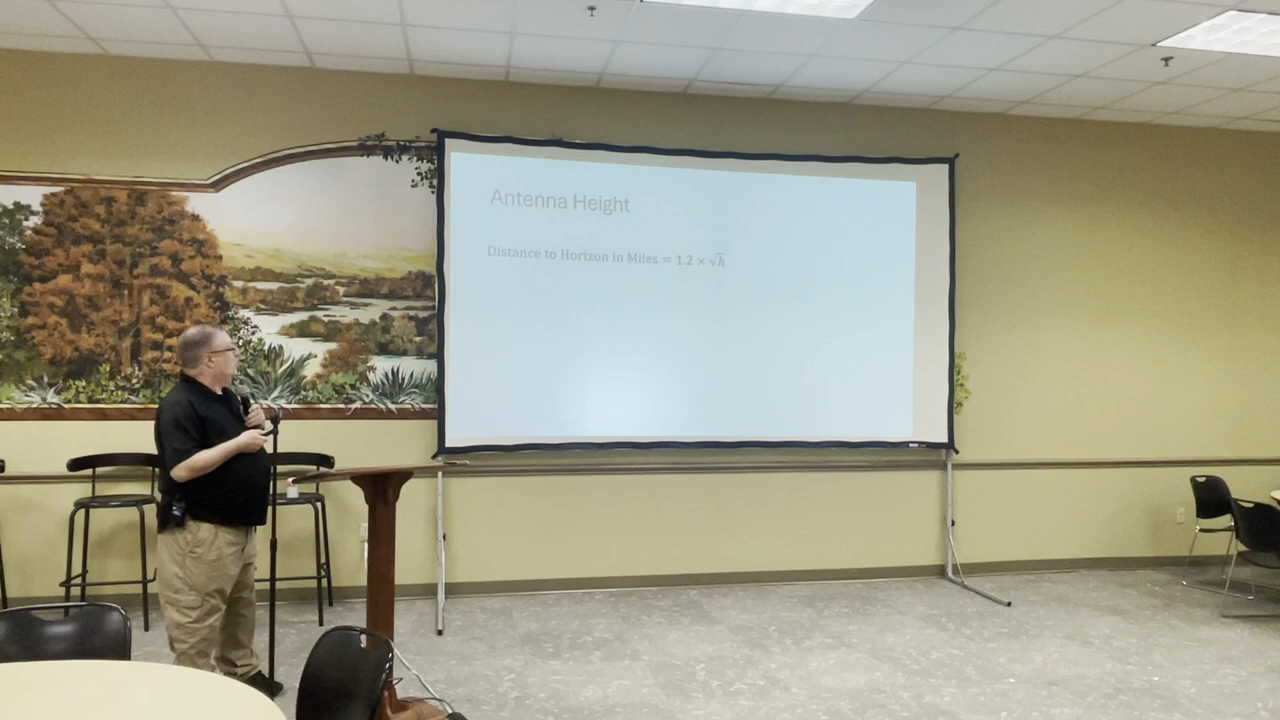 Antenna Height
Distance to Horizon in Miles = 1.2 × √h